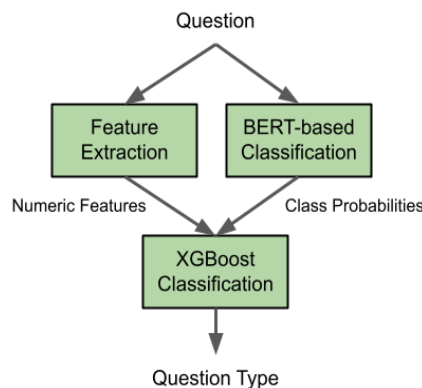 Question
Feature
Extraction
BERT-based
Classification
Numeric Features
Class Probabilities
XGBoost
Classification
Question Type